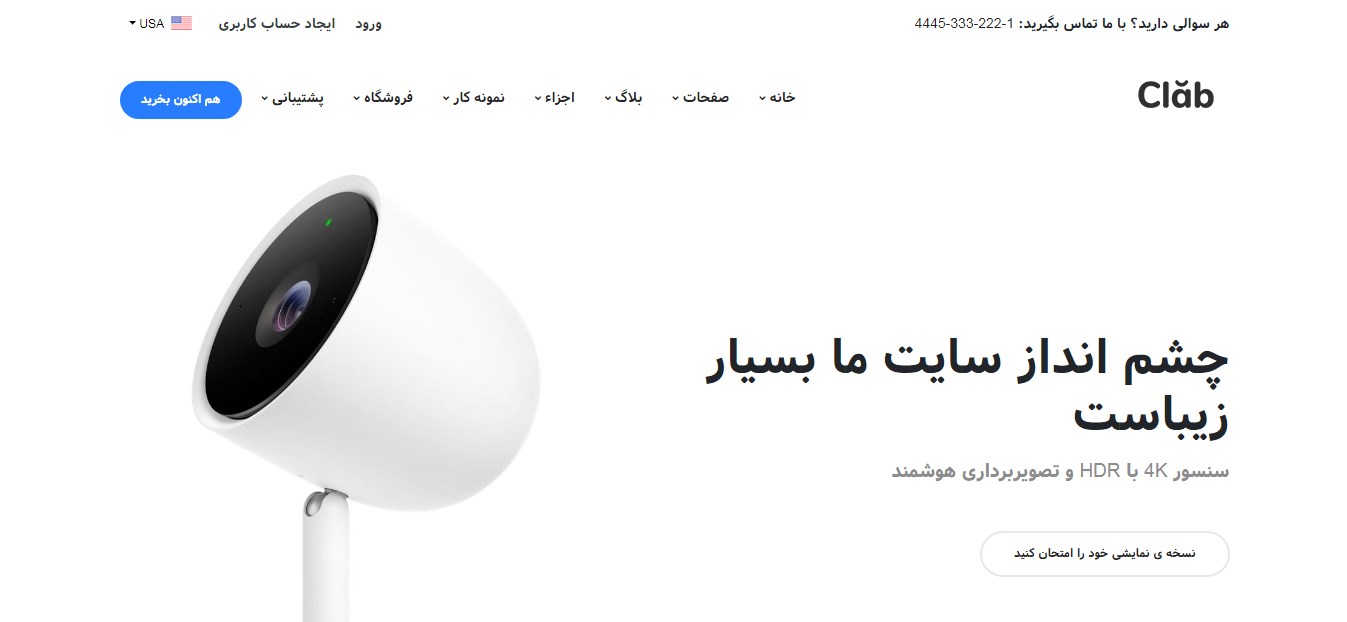 هر سوالی دارید؟ با ما تماس بگیرید: 1-222-333-4445
ورود
ایجاد حساب کاربری
USA
Clăb
خانه
صفحات
بلاگ
اجزاء
نمونه کار
فروشگاه
پشتیبانی
هم اکنون بخرید
چشم انداز سایت ما بسیار
زیباست
سنسور 4K با HDR و تصویربرداری هوشمند
نسخه ی نمایشی خود را امتحان کنید